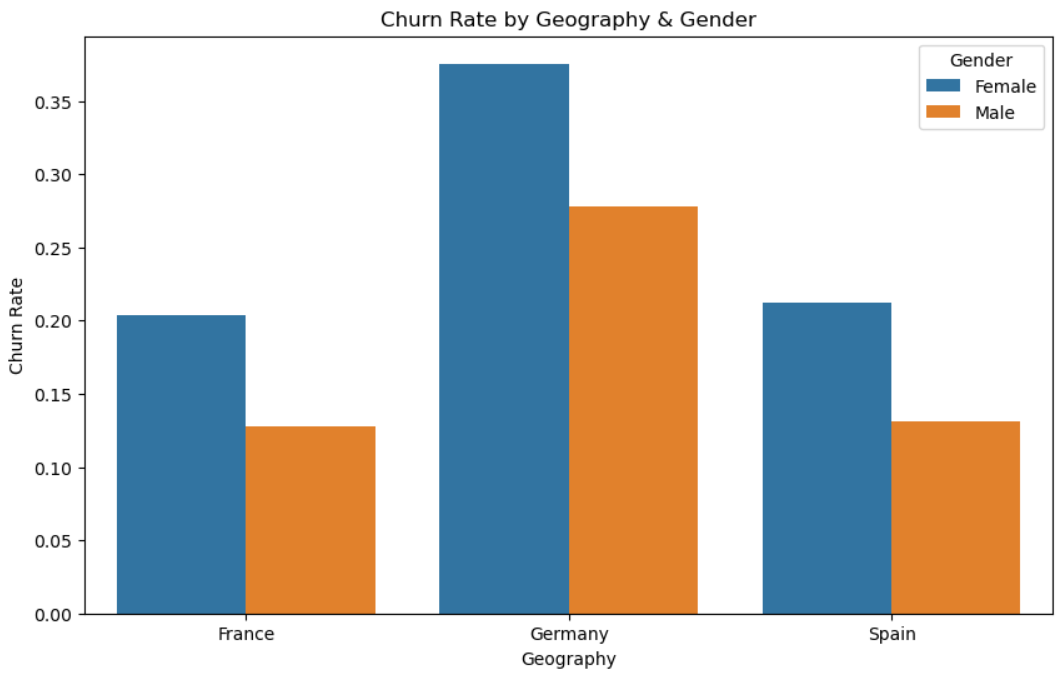 Churn Rate by Geography & Gender
Gender
Female
Male
Churn Rate
0.35
0.30
0.25
0.20
0.15
0.10
0.05
0.00
France
Germany
Spain
Geography